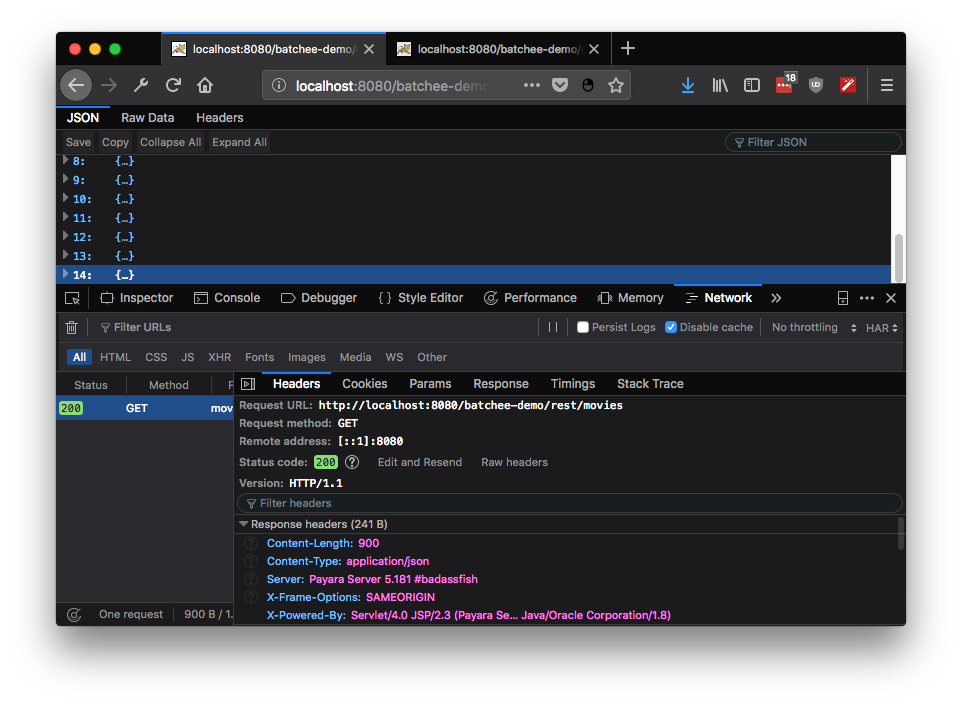 localhost:8080/batchee-demo/ localhost:8080/batchee-demo/
localhost:8080/batchee-demo 18
JSON Raw Data Headers
Save Copy Collapse All Expand All Filter JSON
8: {…}
9: {…}
10: {…}
11: {…}
12: {…}
13: {…}
14: {…}
Inspector Console Debugger { } Style Editor Performance Memory Network
Filter URLs Persist Logs Disable cache No throttling HAR
All HTML CSS JS XHR Fonts Images Media WS Other
Status Method F Headers Cookies Params Response Timings Stack Trace
200 GET mov
Request URL: http://localhost:8080/batchee-demo/rest/movies
Request method: GET
Remote address: [::1]:8080
Status code: 200 ? Edit and Resend Raw headers
Version: HTTP/1.1
Filter headers
Response headers (241 B)
Content-Length: 900
Content-Type: application/json
Server: Payara Server 5.181 #badassfish
X-Frame-Options: SAMEORIGIN
X-Powered-By: Servlet/4.0 JSP/2.3 (Payara Se… Java/Oracle Corporation/1.8)
One request 900 B / 1.